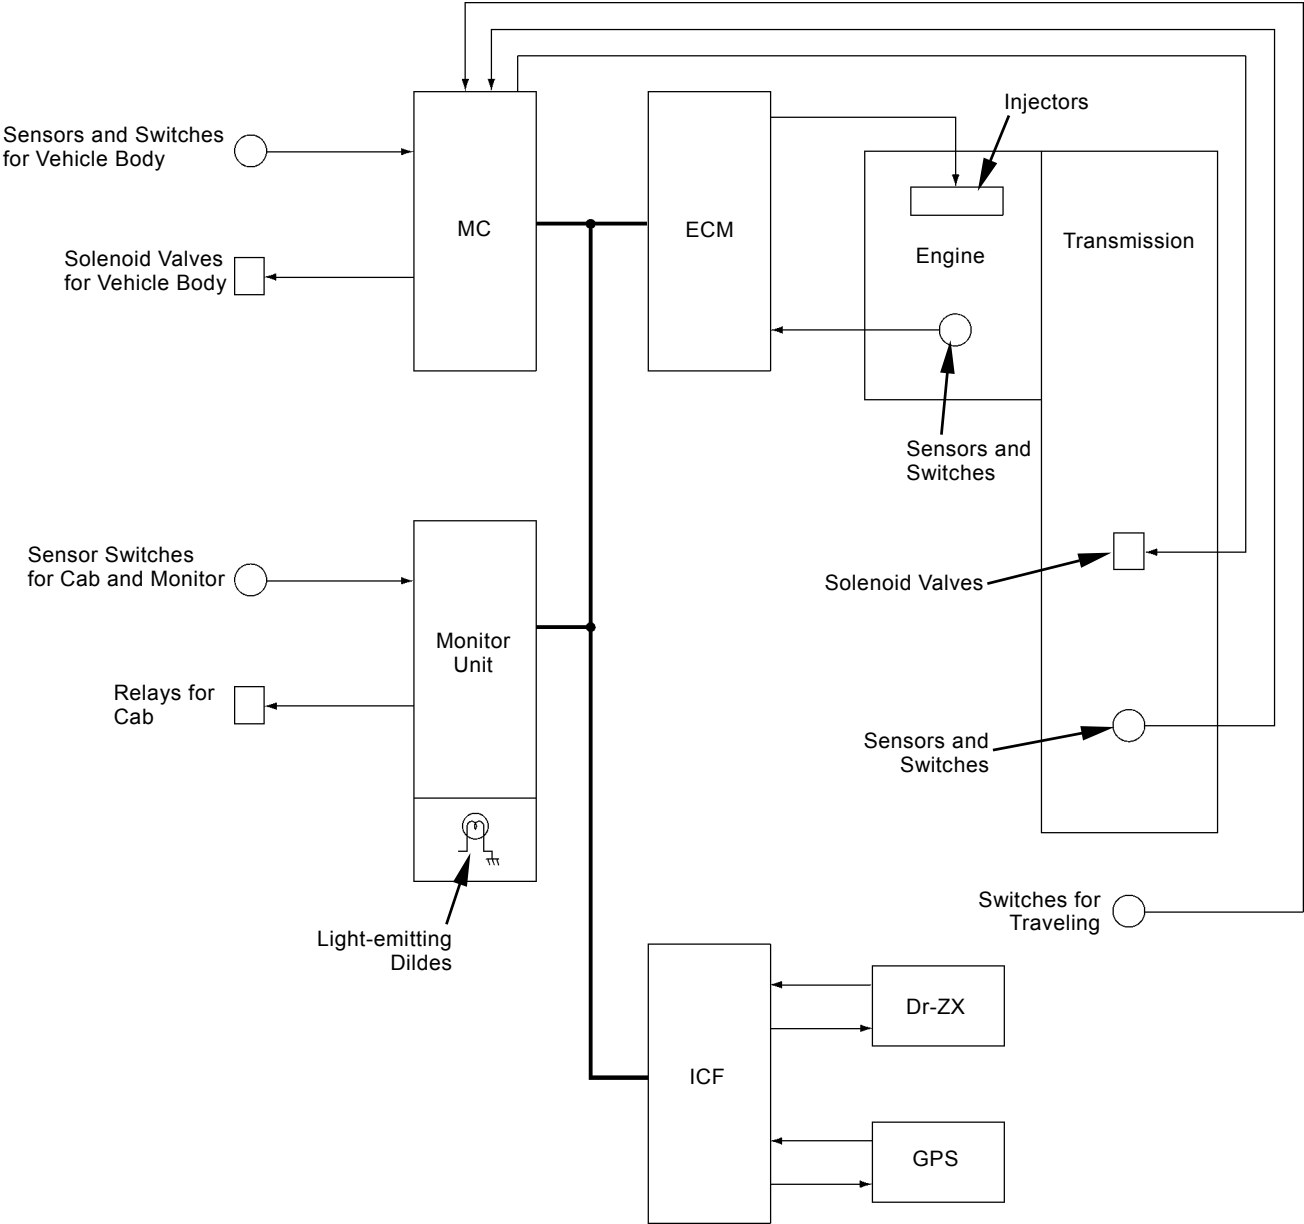 Injectors
Sensors and Switches
for Vehicle Body
MC
ECM
Transmission
Engine
Solenoid Valves
for Vehicle Body
Sensors and
Switches
Sensor Switches
for Cab and Monitor
Solenoid Valves
Monitor
Unit
Relays for
Cab
Sensors and
Switches
Switches for
Traveling
Light-emitting
Dildes
Dr-ZX
ICF
GPS